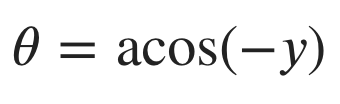 θ = acos(−y)